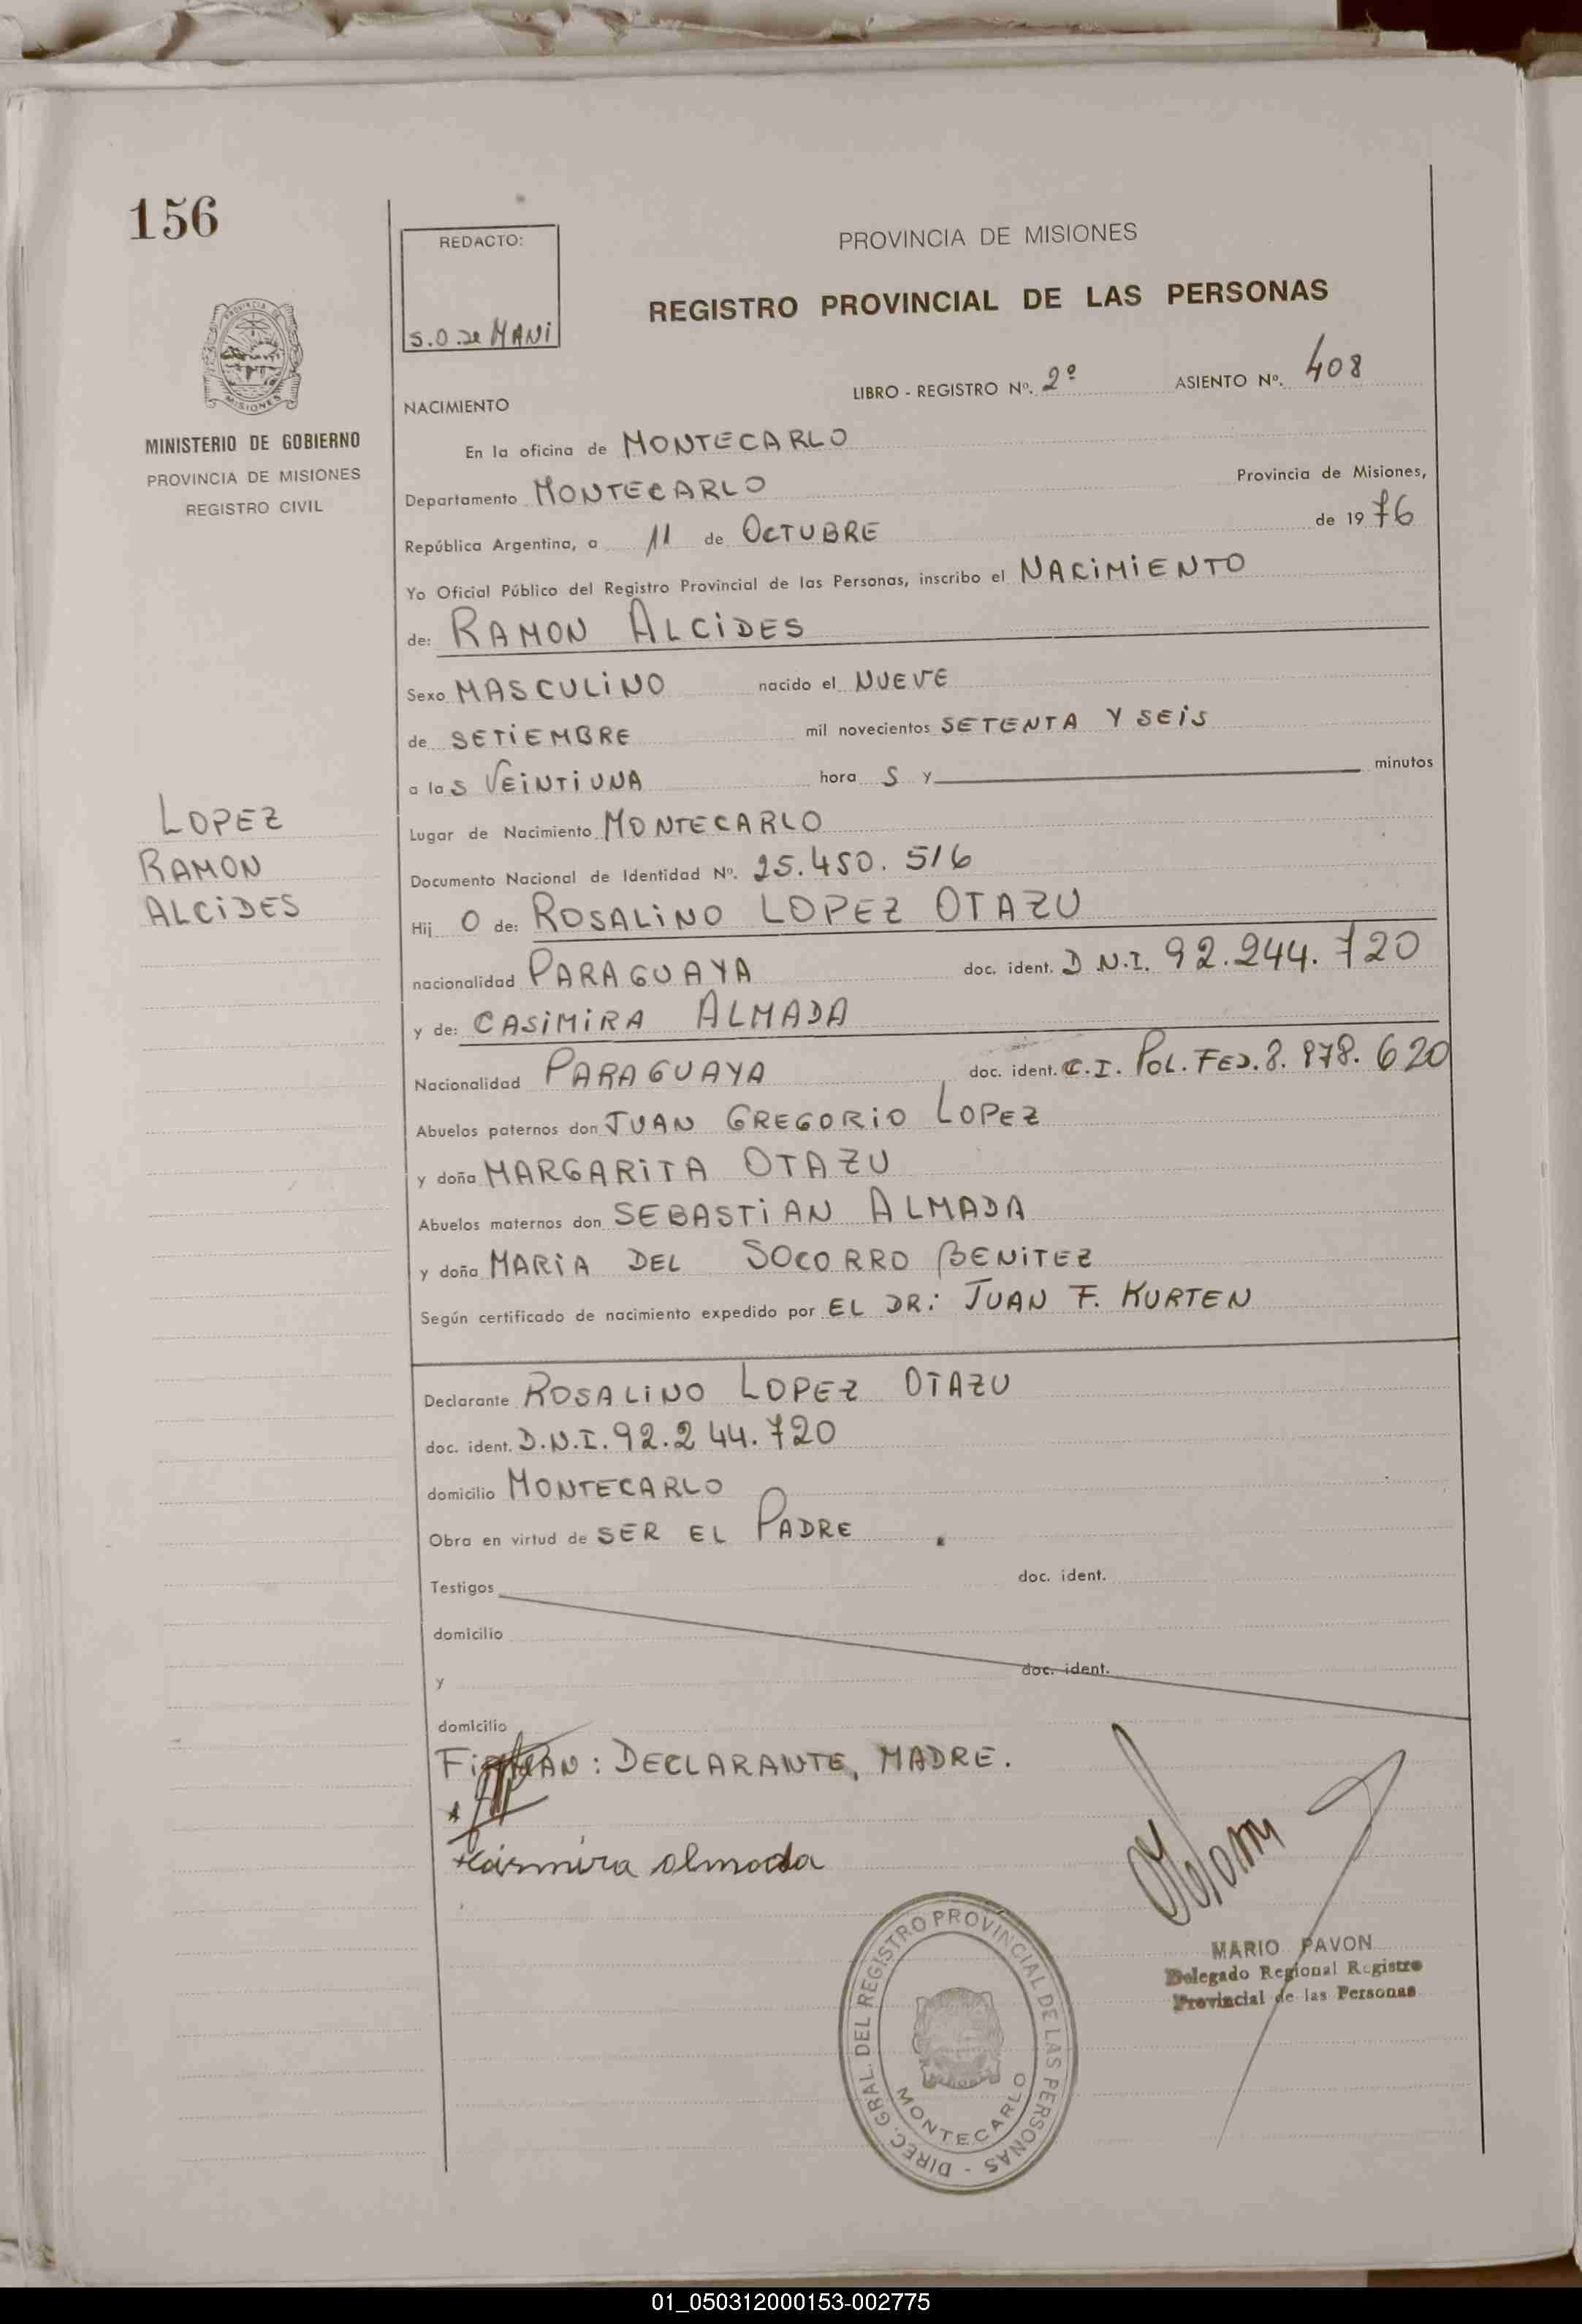 156
REDACTO:
S.O. de MANI
PROVINCIA DE MISIONES
REGISTRO PROVINCIAL DE LAS PERSONAS
PROVINCIA DE
MISIONES
MINISTERIO DE GOBIERNO
PROVINCIA DE MISIONES
REGISTRO CIVIL
LIBRO - REGISTRO Nº. 2º ASIENTO Nº. 408
NACIMIENTO
En la oficina de MONTECARLO
Departamento MONTECARLO Provincia de Misiones,
República Argentina, a 11 de OCTUBRE de 1976
Yo Oficial Público del Registro Provincial de las Personas, inscribo el NACIMIENTO
de: RAMON ALCIDES
Sexo MASCULINO nacido el NUEVE
de SETIEMBRE mil novecientos SETENTA Y SEIS
a las VEINTIUNA hora S y minutos
LOPEZ
RAMON
ALCIDES
Lugar de Nacimiento MONTECARLO
Documento Nacional de Identidad Nº. 25.450.516
Hij O de: ROSALINO LOPEZ OTAZU
nacionalidad PARAGUAYA doc. ident. D.N.I. 92.244.720
y de: CASIMIRA ALMADA
Nacionalidad PARAGUAYA doc. ident. C.I. POL. FED. 8.978.620
Abuelos paternos don JUAN GREGORIO LOPEZ
y doña MARGARITA OTAZU
Abuelos maternos don SEBASTIAN ALMADA
y doña MARIA DEL SOCORRO BENITEZ
Según certificado de nacimiento expedido por EL DR: JUAN F. KURTEN
Declarante ROSALINO LOPEZ OTAZU
doc. ident. D.N.I. 92.244.720
domicilio MONTECARLO
Obra en virtud de SER EL PADRE
Testigos doc. ident.
domicilio
y doc. ident.
domicilio
FIRMAN: DECLARANTE, MADRE.
Casmira almada
MARIO PAVON
Delegado Regional Registro
Provincial de las Personas
DIREC. GRAL. DEL REGISTRO PROVINCIAL DE LAS PERSONAS -
MONTECARLO
01_050312000153-002775